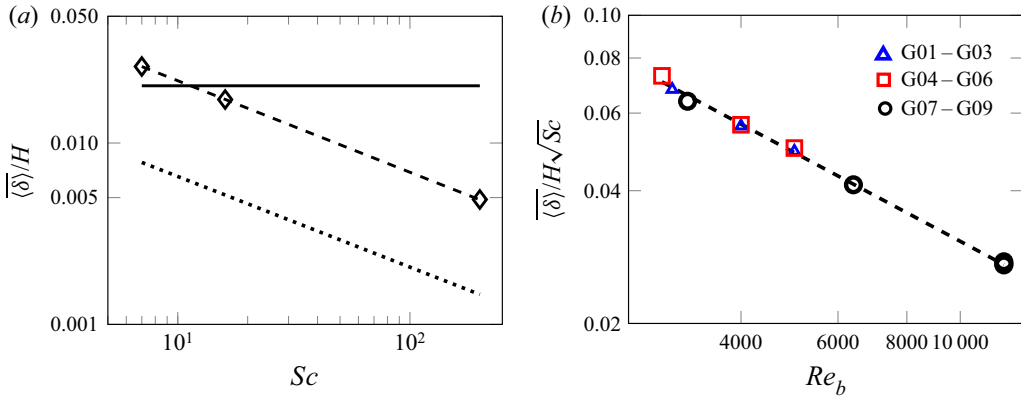 (a)
0.050
0.010
0.005
0.001
10¹
10²
Sc
⟨δ⟩/H
(b)
0.10
0.08
0.06
0.04
0.02
4000
6000
8000
10 000
Re_b
⟨δ⟩/H√Sc
G01 – G03
G04 – G06
G07 – G09